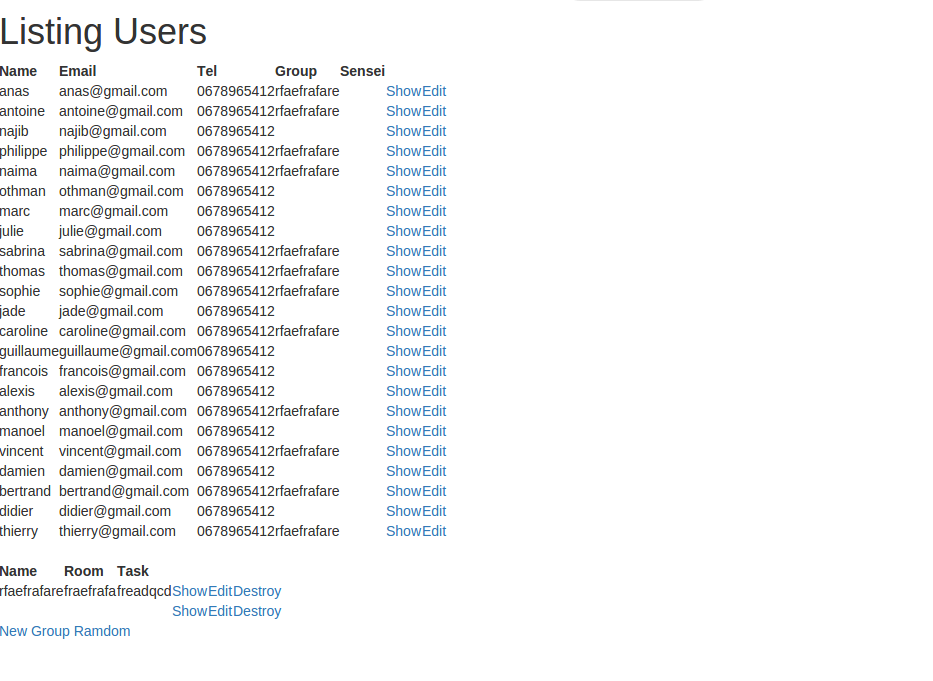 Listing Users
Name Email Tel Group Sensei
anas anas@gmail.com 0678965412 rfaefrafare Show Edit
antoine antoine@gmail.com 0678965412 rfaefrafare Show Edit
najib najib@gmail.com 0678965412 Show Edit
philippe philippe@gmail.com 0678965412 rfaefrafare Show Edit
naima naima@gmail.com 0678965412 rfaefrafare Show Edit
othman othman@gmail.com 0678965412 Show Edit
marc marc@gmail.com 0678965412 Show Edit
julie julie@gmail.com 0678965412 Show Edit
sabrina sabrina@gmail.com 0678965412 rfaefrafare Show Edit
thomas thomas@gmail.com 0678965412 rfaefrafare Show Edit
sophie sophie@gmail.com 0678965412 rfaefrafare Show Edit
jade jade@gmail.com 0678965412 Show Edit
caroline caroline@gmail.com 0678965412 rfaefrafare Show Edit
guillaume guillaume@gmail.com 0678965412 Show Edit
francois francois@gmail.com 0678965412 Show Edit
alexis alexis@gmail.com 0678965412 Show Edit
anthony anthony@gmail.com 0678965412 rfaefrafare Show Edit
manoel manoel@gmail.com 0678965412 Show Edit
vincent vincent@gmail.com 0678965412 rfaefrafare Show Edit
damien damien@gmail.com 0678965412 Show Edit
bertrand bertrand@gmail.com 0678965412 rfaefrafare Show Edit
didier didier@gmail.com 0678965412 Show Edit
thierry thierry@gmail.com 0678965412 rfaefrafare Show Edit
Name Room Task
rfaefrafare fraefrafa freadqcd Show Edit Destroy
Show Edit Destroy
New Group Ramdom